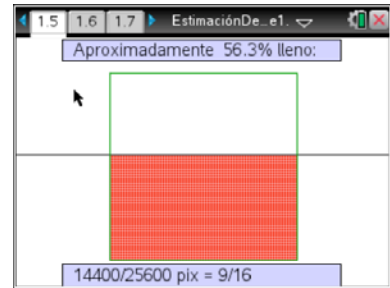 1.5 1.6 1.7 EstimaciónDe...e1.
Aproximadamente 56.3% lleno:
14400/25600 pix = 9/16